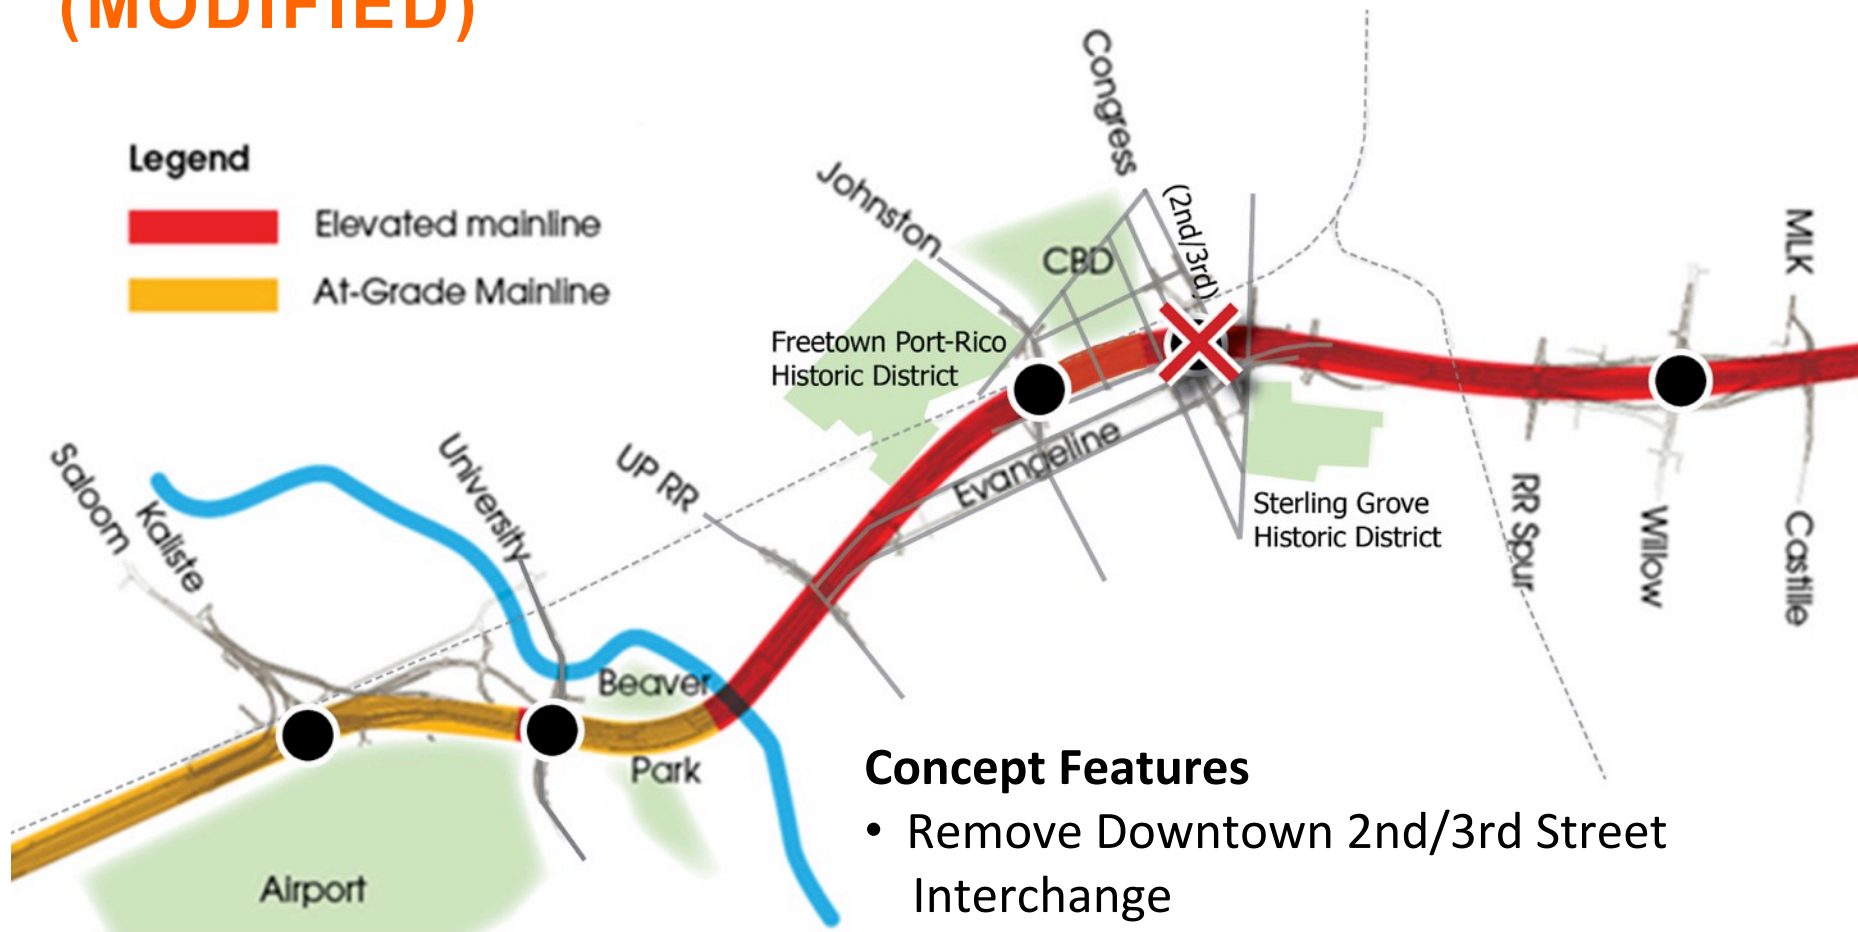 (MODIFIED)
Legend
Elevated mainline
At-Grade Mainline
Congress
Johnston
(2nd/3rd)
CBD
MLK
Freetown Port-Rico
Historic District
Saloom
Kaliste
University
UP RR
Evangeline
Sterling Grove
Historic District
RR Spur
Willow
Castille
Beaver
Park
Airport
Concept Features
• Remove Downtown 2nd/3rd Street
Interchange